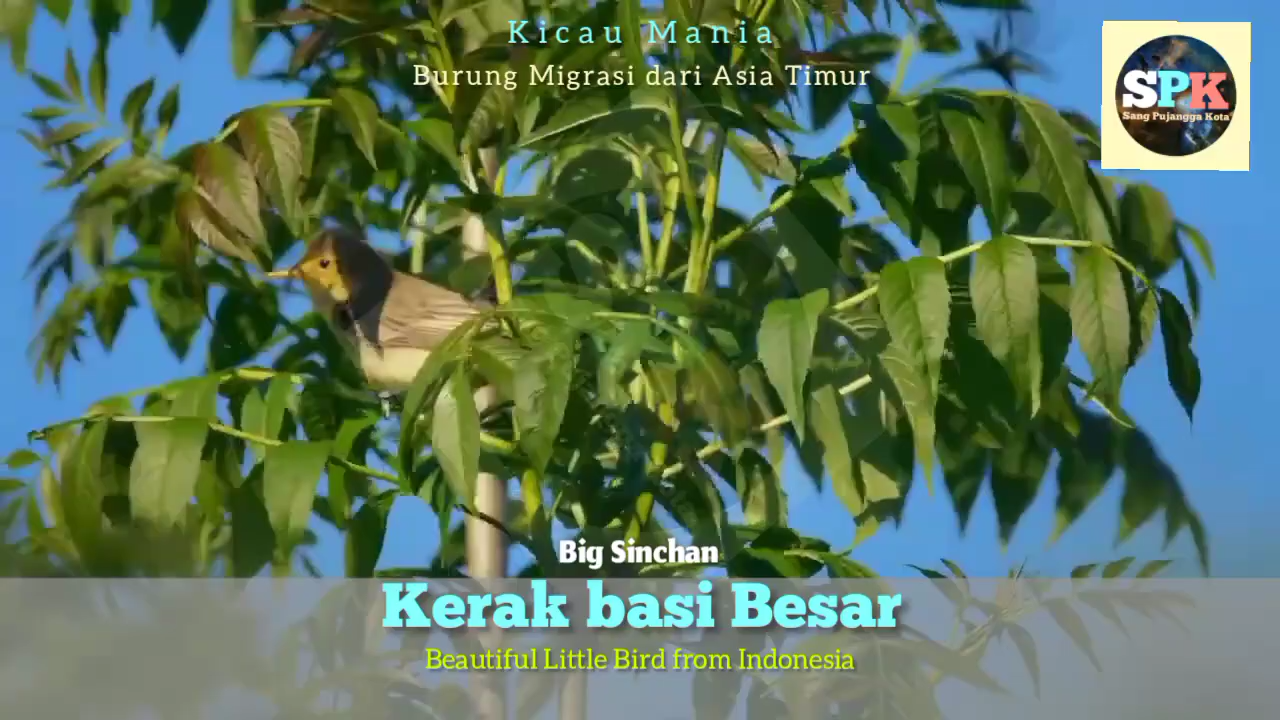 Kicau Mania
Burung Migrasi dari Asia Timur
SPK
Sang Pujangga Kota
Big Sinchan
Kerak basi Besar
Beautiful Little Bird from Indonesia